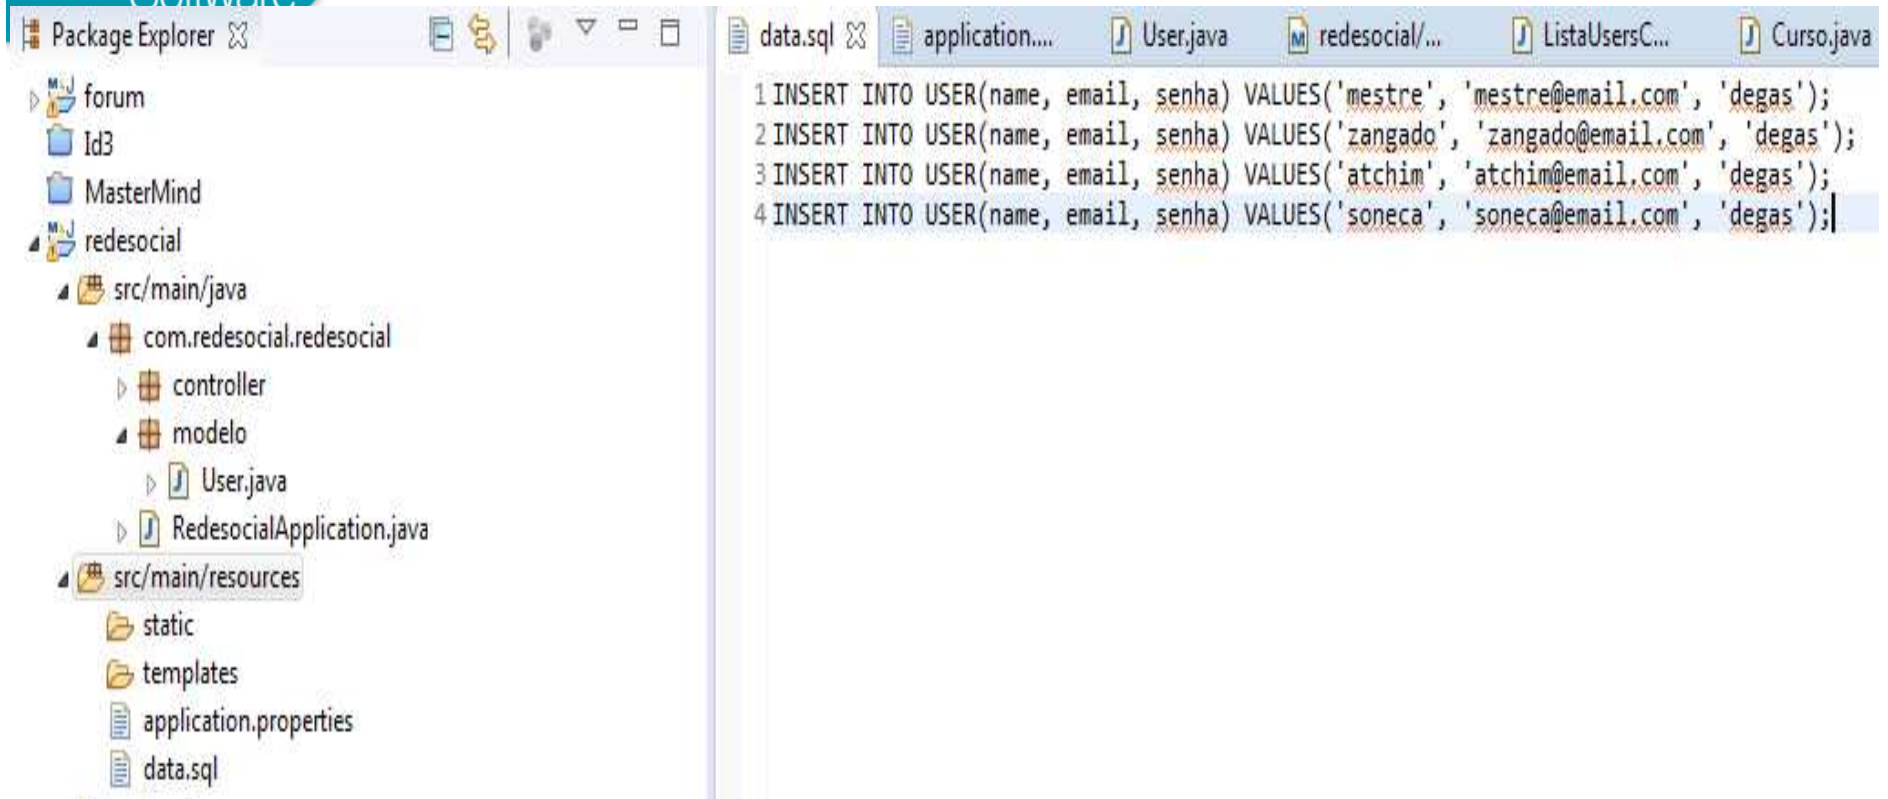 Software
Package Explorer
forum
Id3
MasterMind
redesocial
src/main/java
com.redesocial.redesocial
controller
modelo
User.java
RedesocialApplication.java
src/main/resources
static
templates
application.properties
data.sql
data.sql application.... User.java redesocial/... ListaUsersC... Curso.java
1 INSERT INTO USER(name, email, senha) VALUES('mestre', 'mestre@email.com', 'degas');
2 INSERT INTO USER(name, email, senha) VALUES('zangado', 'zangado@email.com', 'degas');
3 INSERT INTO USER(name, email, senha) VALUES('atchim', 'atchim@email.com', 'degas');
4 INSERT INTO USER(name, email, senha) VALUES('soneca', 'soneca@email.com', 'degas');